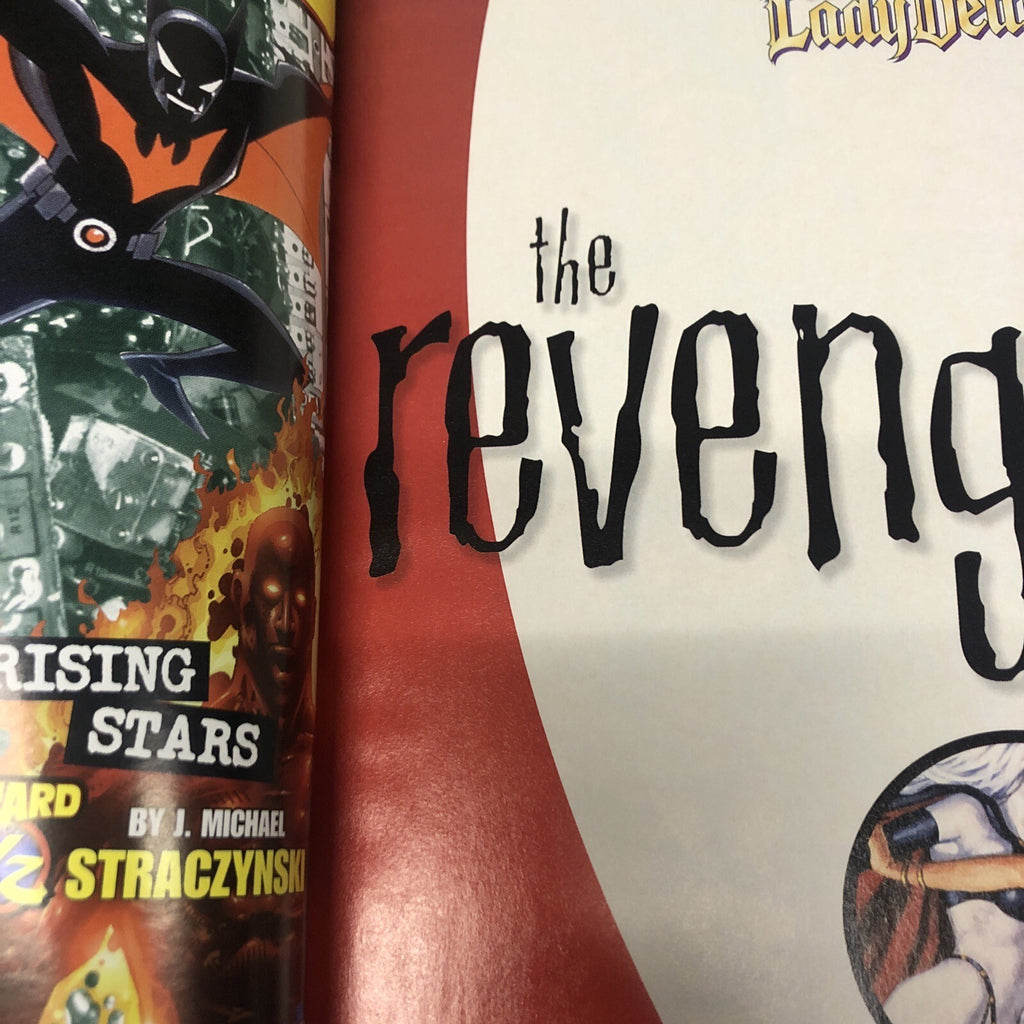 RISING
STARS
BY J. MICHAEL
STRACZYNSKI
the
reveng